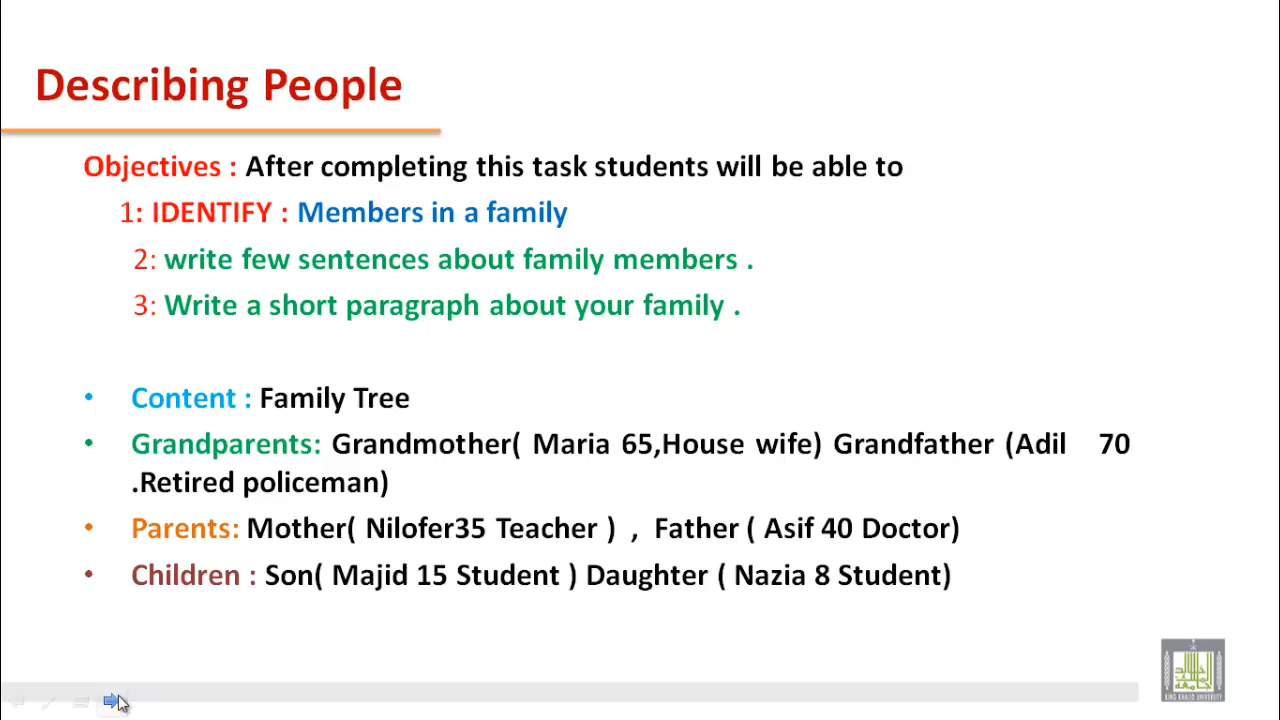 Describing People
Objectives : After completing this task students will be able to
1: IDENTIFY : Members in a family
2: write few sentences about family members .
3: Write a short paragraph about your family .
• Content : Family Tree
• Grandparents: Grandmother( Maria 65,House wife) Grandfather (Adil 70
.Retired policeman)
• Parents: Mother( Nilofer35 Teacher ) , Father ( Asif 40 Doctor)
• Children : Son( Majid 15 Student ) Daughter ( Nazia 8 Student)
KING KHALID UNIVERSITY